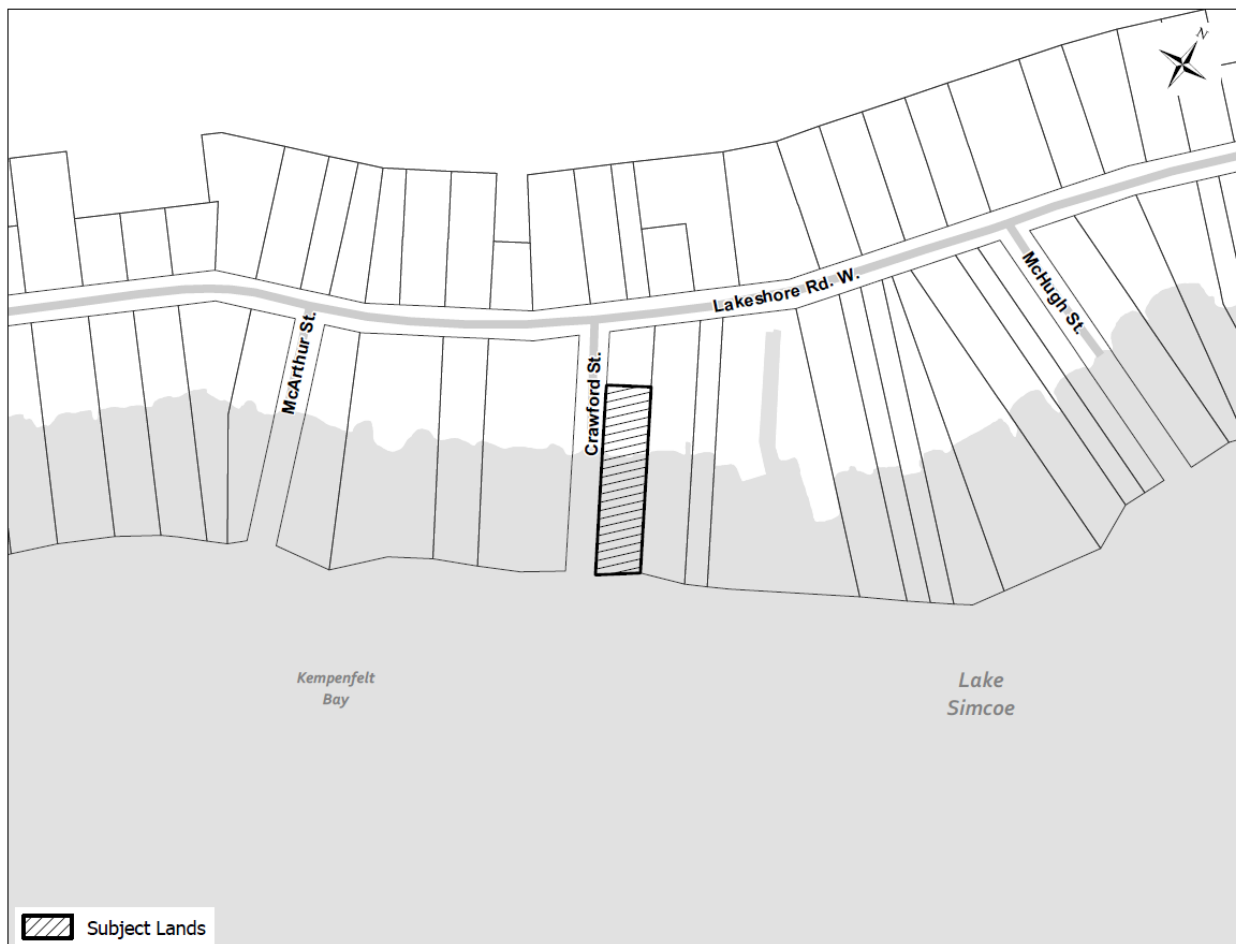 N
Lakeshore Rd. W.
McHugh St.
McArthur St.
Crawford St.
Kempenfelt
Bay
Lake
Simcoe
Subject Lands